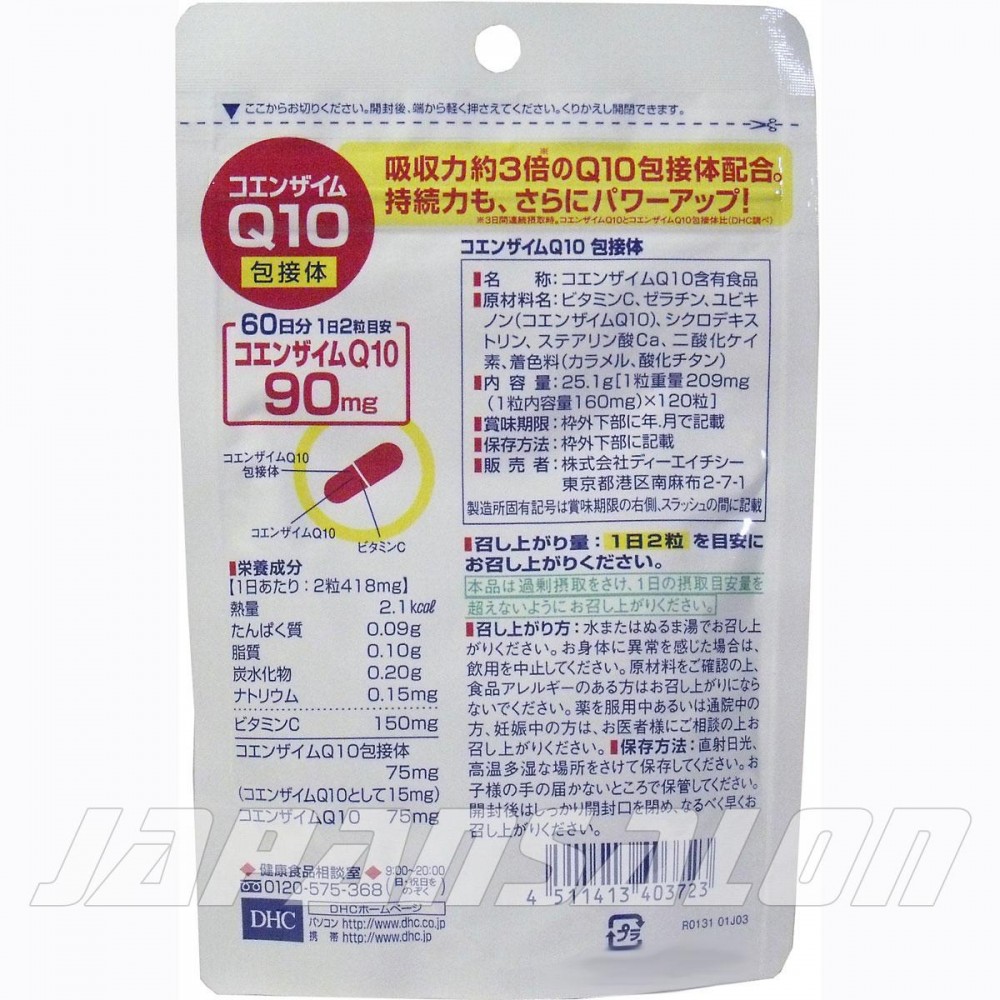 ▼ここからお切りください。開封後、端から軽く押さえてください。くりかえし開閉できます。
コエンザイム
Q10
包接体
吸収力約3倍※のQ10包接体配合。
持続力も、さらにパワーアップ!
※3日間連続摂取時。コエンザイムQ10とコエンザイムQ10包接体比(DHC調べ)
60日分 1日2粒目安
コエンザイムQ10
90mg
コエンザイムQ10
包接体
コエンザイムQ10
ビタミンC
■栄養成分
【1日あたり:2粒418mg】
熱量 2.1kcal
たんぱく質 0.09g
脂質 0.10g
炭水化物 0.20g
ナトリウム 0.15mg
ビタミンC 150mg
コエンザイムQ10包接体
75mg
(コエンザイムQ10として15mg)
コエンザイムQ10 75mg
コエンザイムQ10 包接体
■名 称:コエンザイムQ10含有食品
■原材料名:ビタミンC、ゼラチン、ユビキ
ノン(コエンザイムQ10)、シクロデキス
トリン、ステアリン酸Ca、二酸化ケイ
素、着色料(カラメル、酸化チタン)
■内 容 量:25.1g[1粒重量209mg
(1粒内容量160mg)×120粒]
■賞味期限:枠外下部に年.月で記載
■保存方法:枠外下部に記載
■販 売 者:株式会社ディーエイチシー
東京都港区南麻布2-7-1
製造所固有記号は賞味期限の右側、スラッシュの間に記載
■召し上がり量:1日2粒を目安に
お召し上がりください。
本品は過剰摂取をさけ、1日の摂取目安量を
超えないようにお召し上がりください。
■召し上がり方:水またはぬるま湯でお召し上
がりください。お身体に異常を感じた場合は、
飲用を中止してください。原材料をご確認の上、
食品アレルギーのある方はお召し上がりになら
ないでください。薬を服用中あるいは通院中の
方、妊娠中の方は、お医者様にご相談の上お
召し上がりください。■保存方法:直射日光、
高温多湿な場所をさけて保存してください。お
子様の手の届かないところで保管してください。
開封後はしっかり開封口を閉め、なるべく早くお
召し上がりください。
JAPANSALON
◆健康食品相談室◆
0120-575-368
9:00~20:00
日・祝日を
のぞく
DHC
DHCホームページ
パソコン http://www.dhc.co.jp
携 帯 http://www.dhc.jp
4 511413 403723
プラ
R0131 01J03